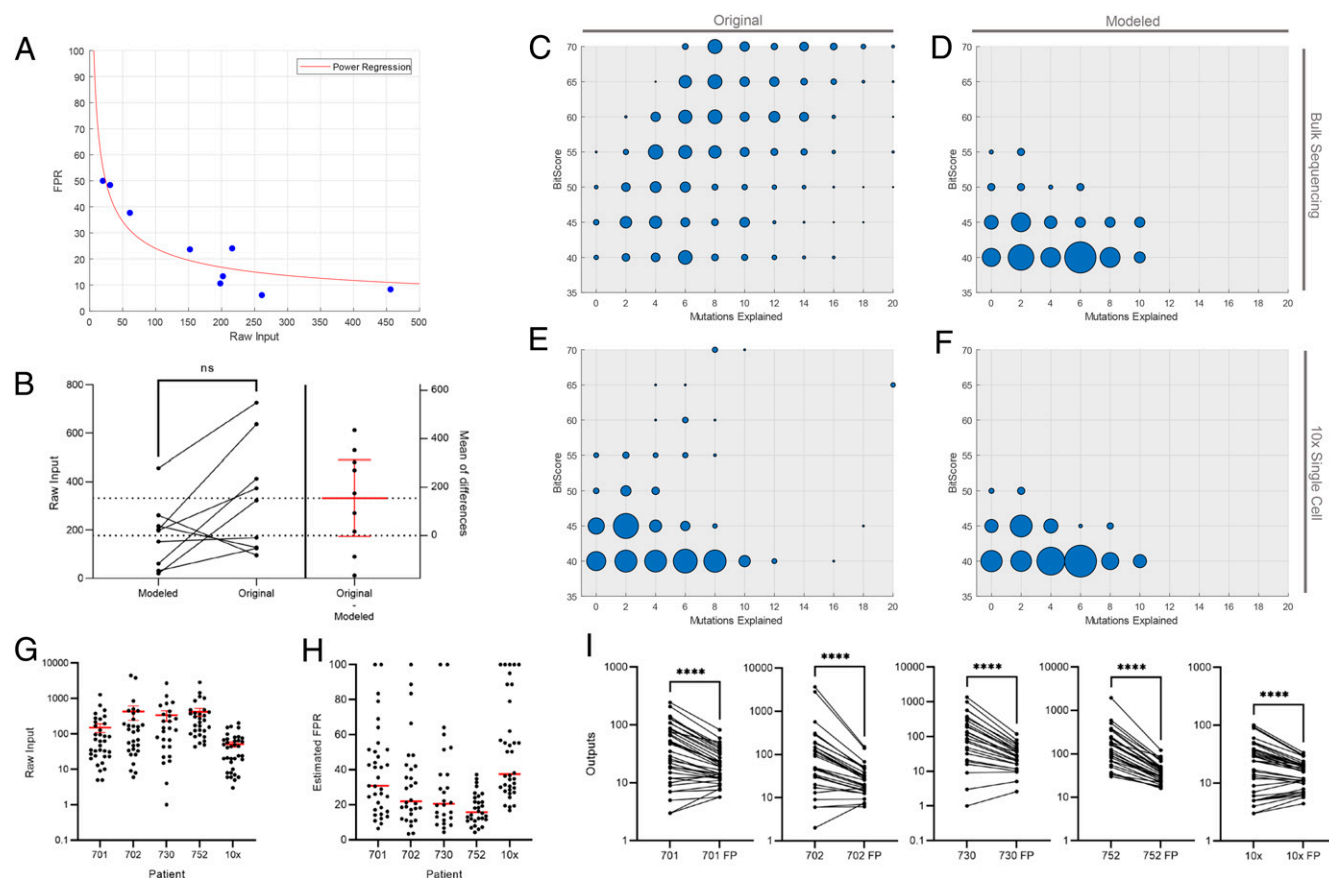 Original
Modeled
A
FPR
100
90
80
70
60
50
40
30
20
10
0
Power Regression
0 50 100 150 200 250 300 350 400 450 500
Raw Input
B
ns
Raw Input
800
600
400
200
0
Modeled
Original
600
400
200
0
Mean of differences
Original
-
Modeled
C
BitScore
70
65
60
55
50
45
40
35
0 2 4 6 8 10 12 14 16 18 20
Mutations Explained
D
BitScore
70
65
60
55
50
45
40
35
0 2 4 6 8 10 12 14 16 18 20
Mutations Explained
Bulk Sequencing
E
BitScore
70
65
60
55
50
45
40
35
0 2 4 6 8 10 12 14 16 18 20
Mutations Explained
F
BitScore
70
65
60
55
50
45
40
35
0 2 4 6 8 10 12 14 16 18 20
Mutations Explained
10x Single Cell
G
Raw Input
10000
1000
100
10
1
0.1
701 702 730 752 10x
Patient
H
Estimated FPR
100
80
60
40
20
0
701 702 730 752 10x
Patient
I
Outputs
1000
100
10
1
****
701 701 FP
10000
1000
100
10
1
****
702 702 FP
10000
1000
100
10
1
0.1
****
730 730 FP
10000
1000
100
10
1
****
752 752 FP
1000
100
10
1
****
10x 10x FP